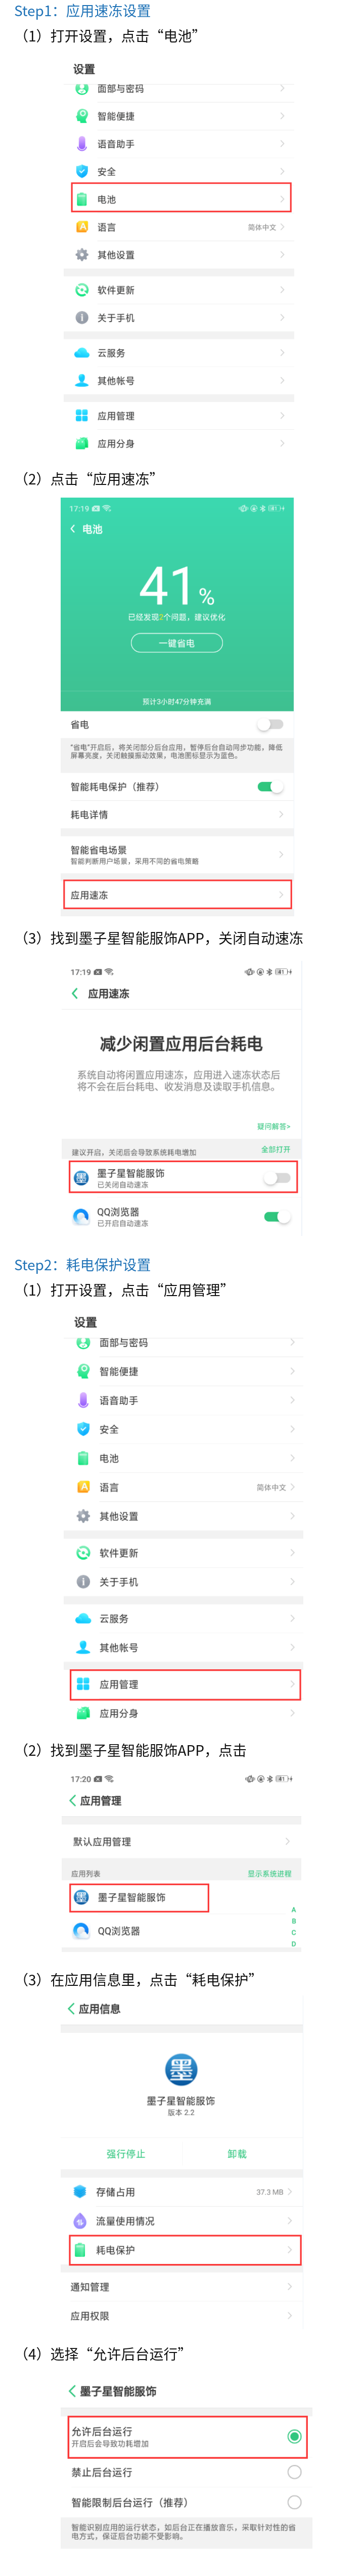 Step1：应用速冻设置
（1）打开设置，点击“电池”
设置
面部与密码
智能便捷
语音助手
安全
电池
语言 简体中文
其他设置
软件更新
关于手机
云服务
其他帐号
应用管理
应用分身
（2）点击“应用速冻”
17:19
电池
41%
已经发现2个问题，建议优化
一键省电
预计3小时47分钟充满
省电
“省电”开启后，将关闭部分后台应用，暂停后台自动同步功能，降低
屏幕亮度，关闭触摸振动效果，电池图标显示为蓝色。
智能耗电保护（推荐）
耗电详情
智能省电场景
智能判断用户场景，采用不同的省电策略
应用速冻
（3）找到墨子星智能服饰APP，关闭自动速冻
17:19
应用速冻
减少闲置应用后台耗电
系统自动将闲置应用速冻，应用进入速冻状态后
将不会在后台耗电、收发消息及读取手机信息。
疑问解答>
建议开启，关闭后会导致系统耗电增加 全部打开
墨子星智能服饰
已关闭自动速冻
QQ浏览器
已开启自动速冻
Step2：耗电保护设置
（1）打开设置，点击“应用管理”
设置
面部与密码
智能便捷
语音助手
安全
电池
语言 简体中文
其他设置
软件更新
关于手机
云服务
其他帐号
应用管理
应用分身
（2）找到墨子星智能服饰APP，点击
17:20
应用管理
默认应用管理
应用列表 显示系统进程
墨子星智能服饰
A
B
QQ浏览器
C
D
（3）在应用信息里，点击“耗电保护”
应用信息
墨
墨子星智能服饰
版本 2.2
强行停止 卸载
存储占用 37.3 MB
流量使用情况
耗电保护
通知管理
应用权限
（4）选择“允许后台运行”
墨子星智能服饰
允许后台运行
开启后会导致功耗增加
禁止后台运行
智能限制后台运行（推荐）
智能识别应用的运行状态，如后台正在播放音乐，采取针对性的省
电方式，保证后台功能不受影响。